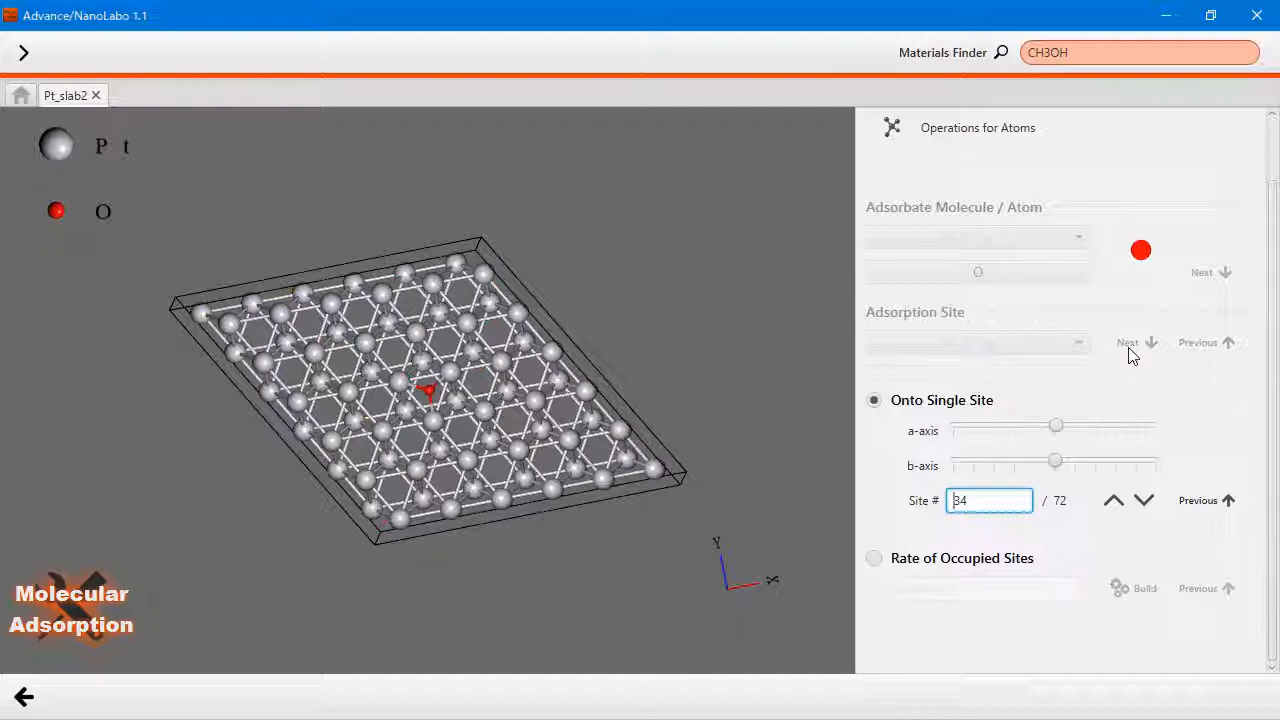 Advance/NanoLabo 1.1
Materials Finder
CH3OH
Pt_slab2
P t
O
Operations for Atoms
Adsorbate Molecule / Atom
O
Next
Adsorption Site
Next
Previous
Onto Single Site
a-axis
b-axis
Site #
34
/ 72
Previous
Rate of Occupied Sites
Build
Previous
Y
X
Molecular
Adsorption